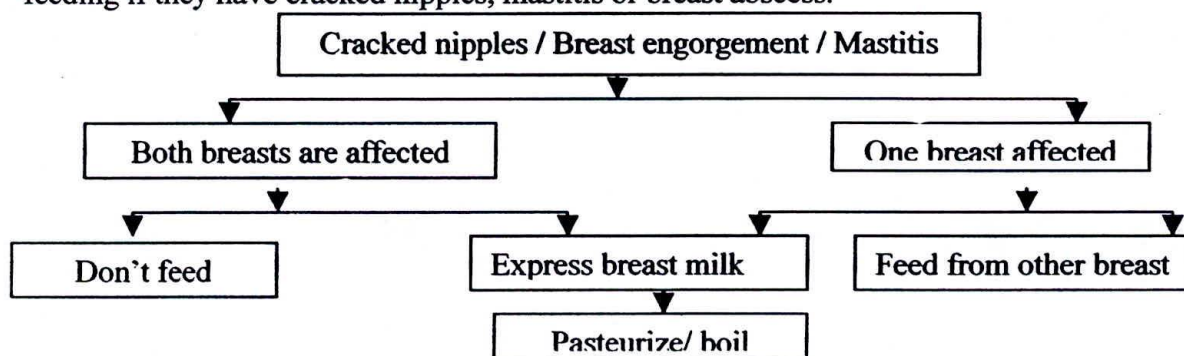 feeding if they have cracked nipples, mastitis or breast abscess.
Cracked nipples / Breast engorgement / Mastitis
Both breasts are affected
One breast affected
Don't feed
Express breast milk
Feed from other breast
Pasteurize/ boil